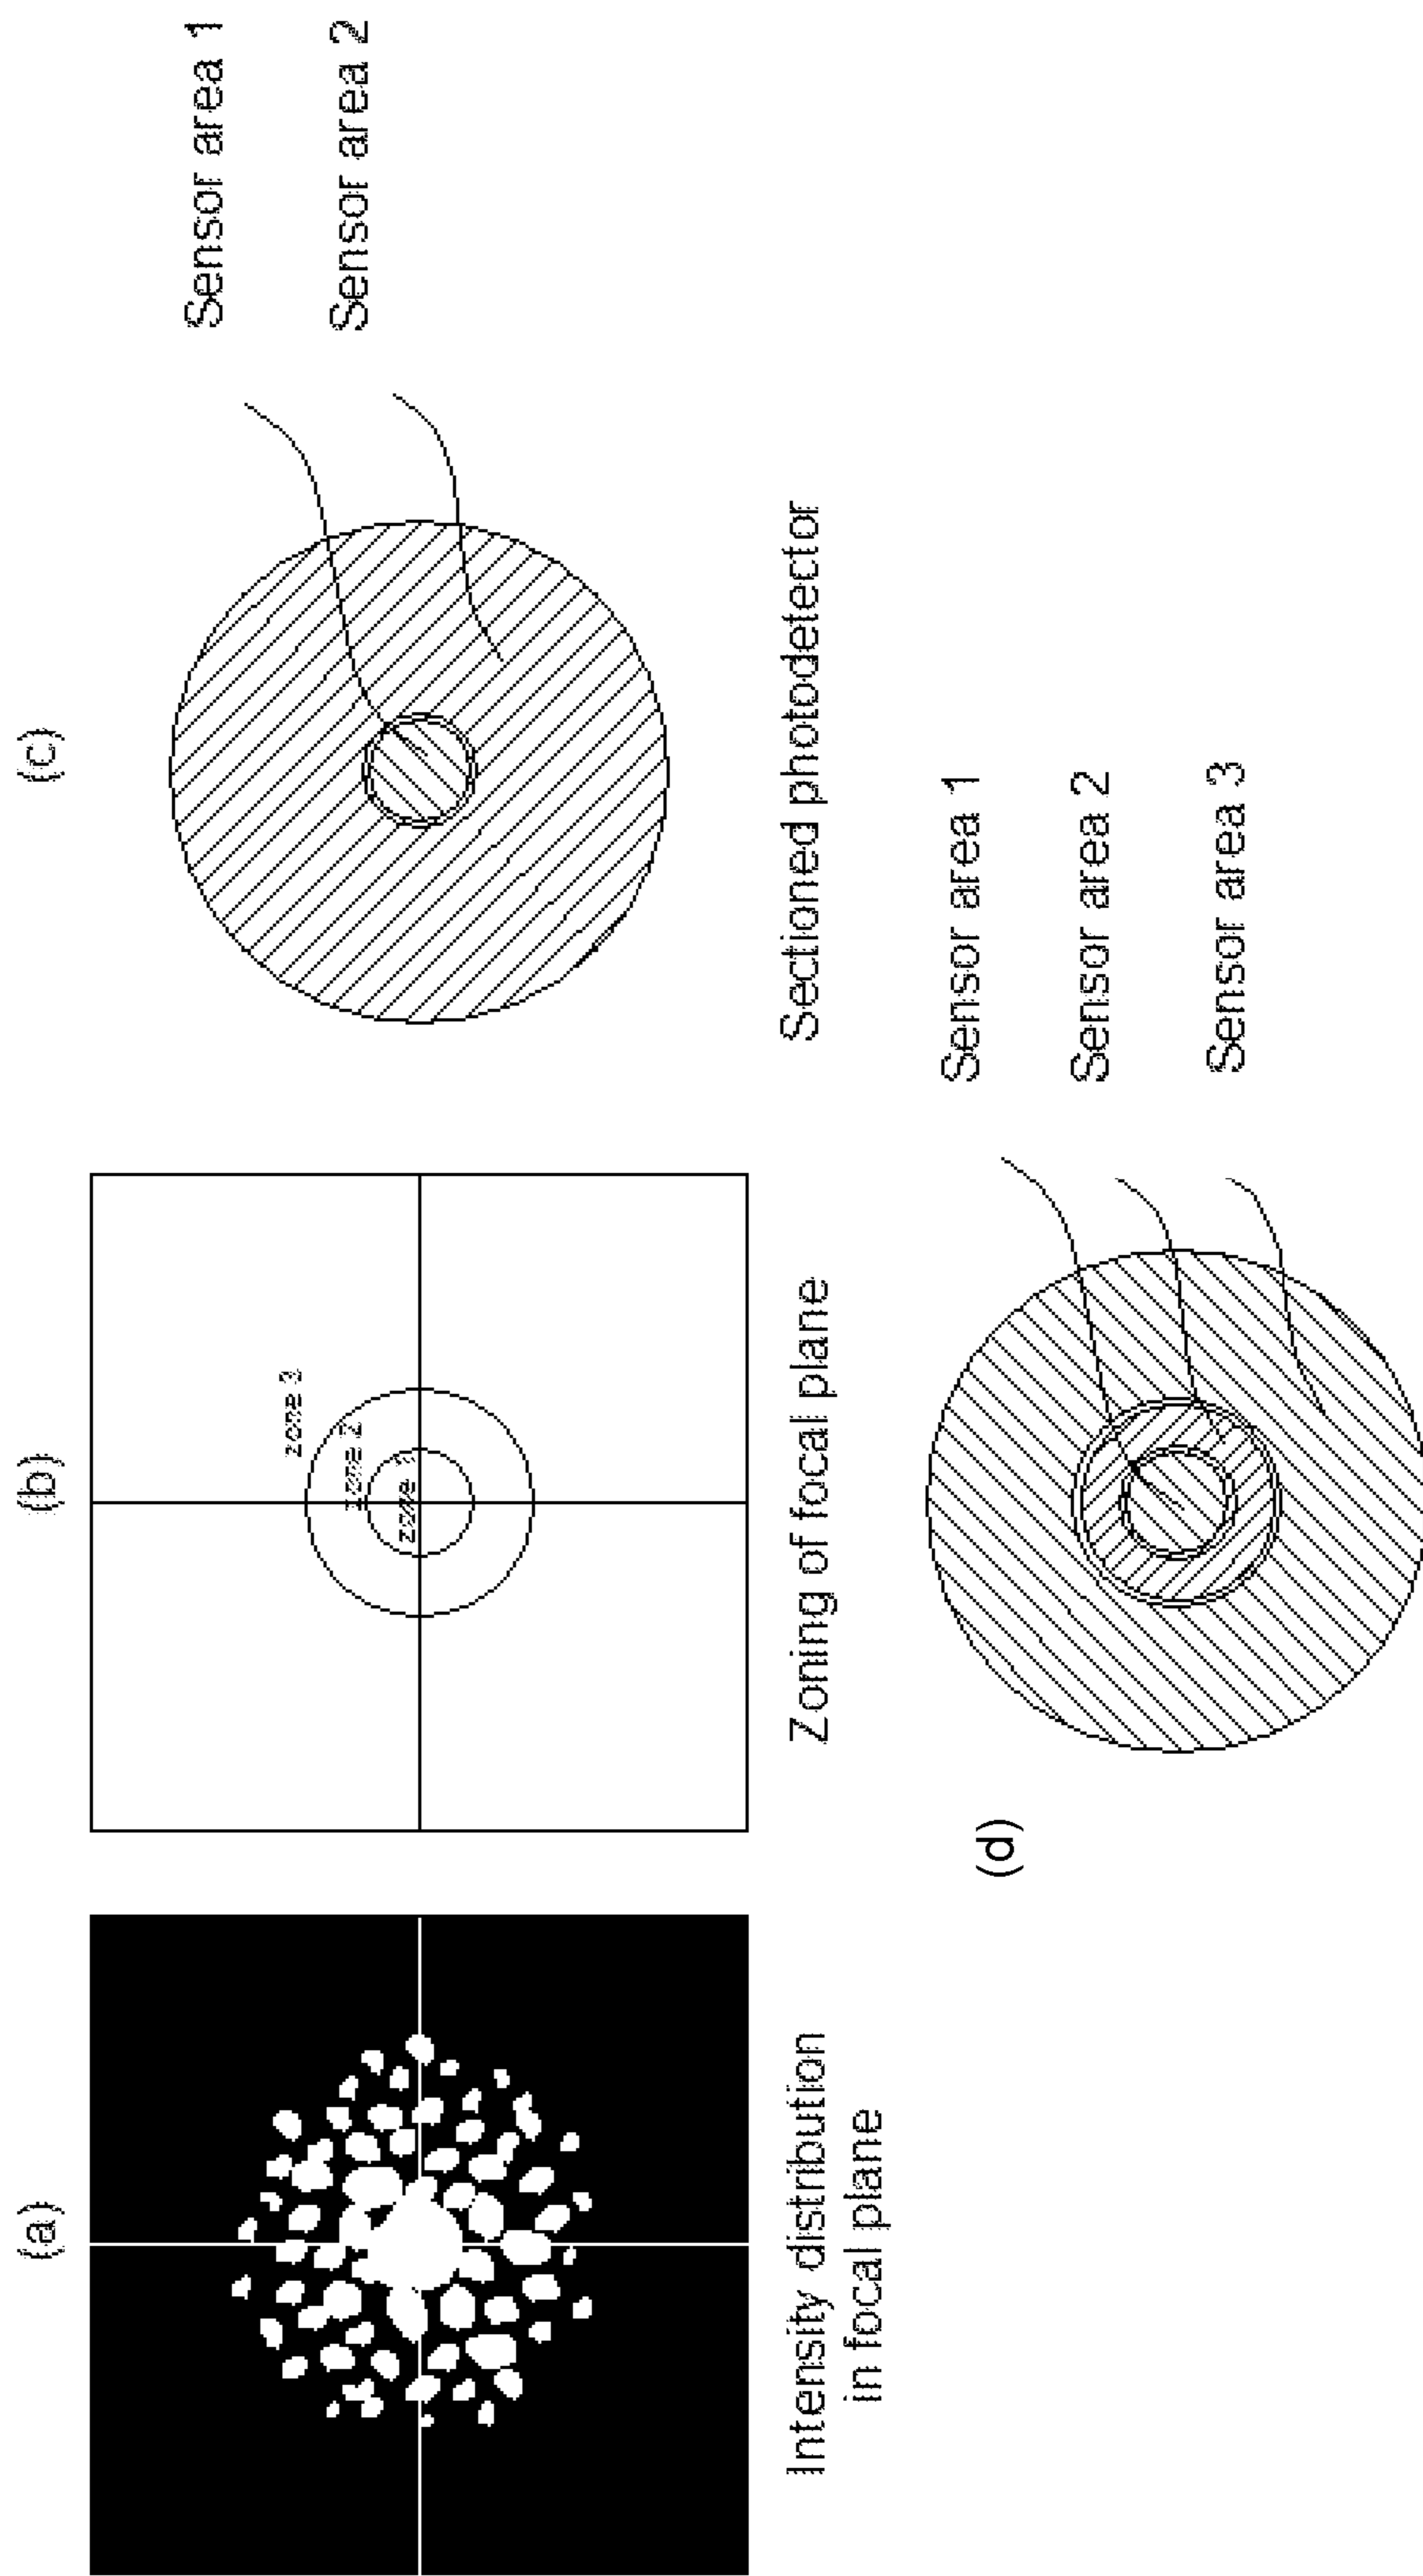 (a)
(b)
(c)
zone 3
zone 2
zone 1
Sensor area 1
Sensor area 2
Intensity distribution
in focal plane
Zoning of focal plane
Sectioned photodetector
(d)
Sensor area 1
Sensor area 2
Sensor area 3